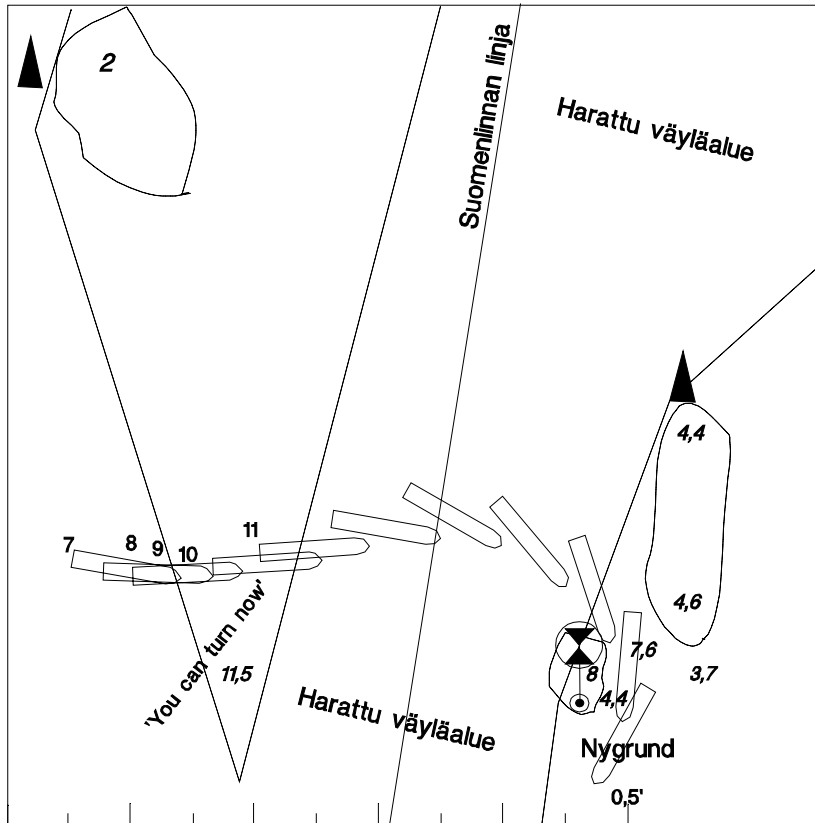 2
Suomenlinnan linja
Harattu väyläalue
4,4
11
7
8
9
10
4,6
'You can turn now'
11,5
7,6
8
3,7
4,4
Harattu väyläalue
Nygrund
0,5'